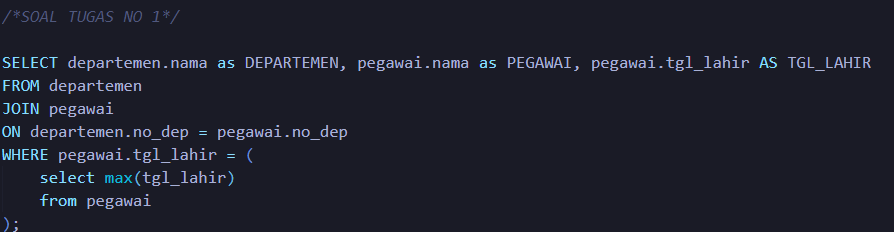 /*SOAL TUGAS NO 1*/
SELECT departemen.nama as DEPARTEMEN, pegawai.nama as PEGAWAI, pegawai.tgl_lahir AS TGL_LAHIR
FROM departemen
JOIN pegawai
ON departemen.no_dep = pegawai.no_dep
WHERE pegawai.tgl_lahir = (
    select max(tgl_lahir)
    from pegawai
);